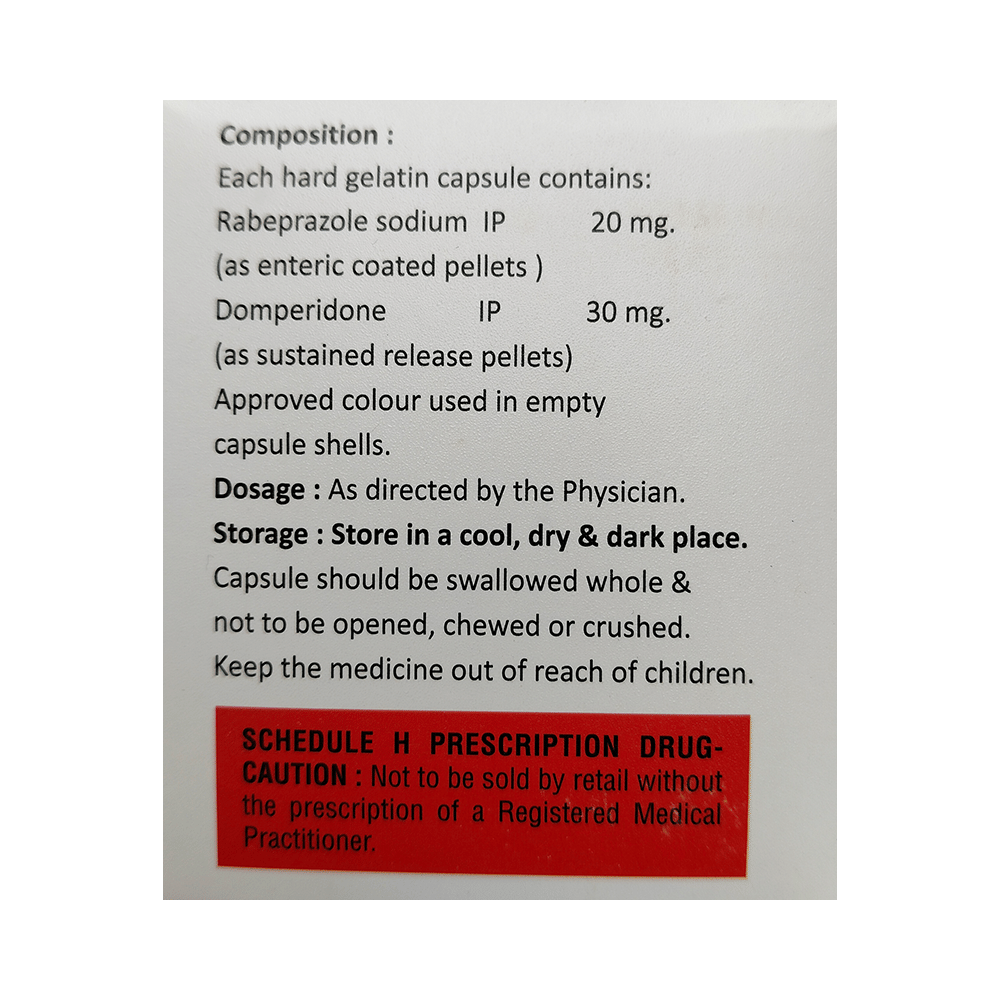 Composition :
Each hard gelatin capsule contains:
Rabeprazole sodium IP 20 mg.
(as enteric coated pellets )
Domperidone IP 30 mg.
(as sustained release pellets)
Approved colour used in empty
capsule shells.
Dosage : As directed by the Physician.
Storage : Store in a cool, dry & dark place.
Capsule should be swallowed whole &
not to be opened, chewed or crushed.
Keep the medicine out of reach of children.
SCHEDULE H PRESCRIPTION DRUG-
CAUTION : Not to be sold by retail without
the prescription of a Registered Medical
Practitioner.